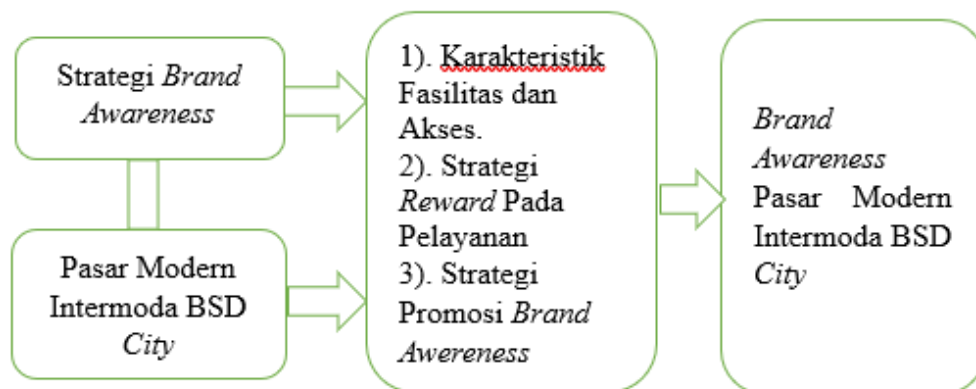 Strategi Brand
Awareness
Pasar Modern
Intermoda BSD
City
1). Karakteristik
Fasilitas dan
Akses.
2). Strategi
Reward Pada
Pelayanan
3). Strategi
Promosi Brand
Awereness
Brand
Awareness
Pasar Modern
Intermoda BSD
City